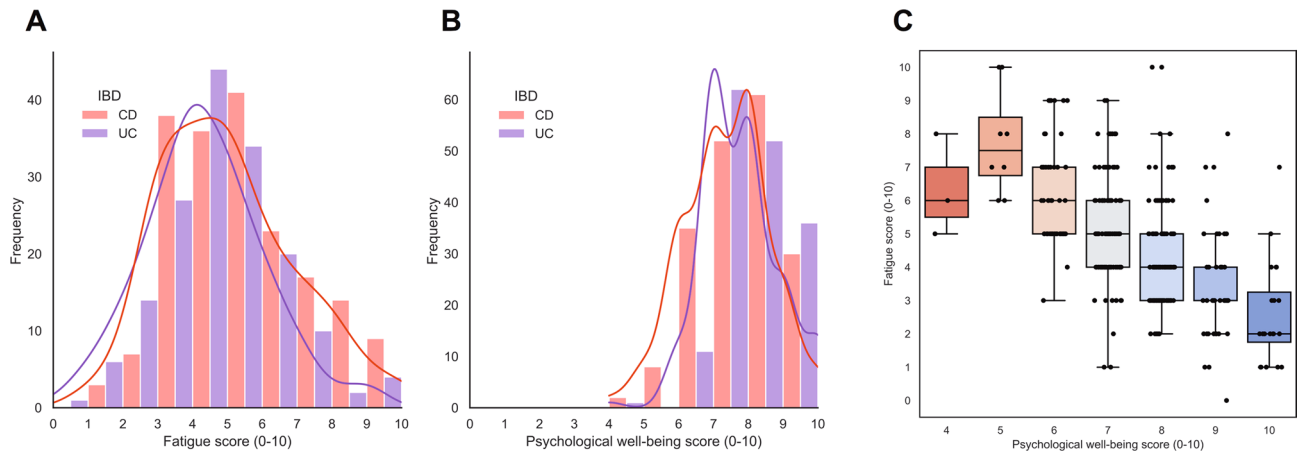 A
IBD
CD
UC
Frequency
40
30
20
10
0
0 1 2 3 4 5 6 7 8 9 10
Fatigue score (0-10)
B
IBD
CD
UC
Frequency
60
50
40
30
20
10
0
0 1 2 3 4 5 6 7 8 9 10
Psychological well-being score (0-10)
C
Fatigue score (0-10)
10
9
8
7
6
5
4
3
2
1
0
4 5 6 7 8 9 10
Psychological well-being score (0-10)